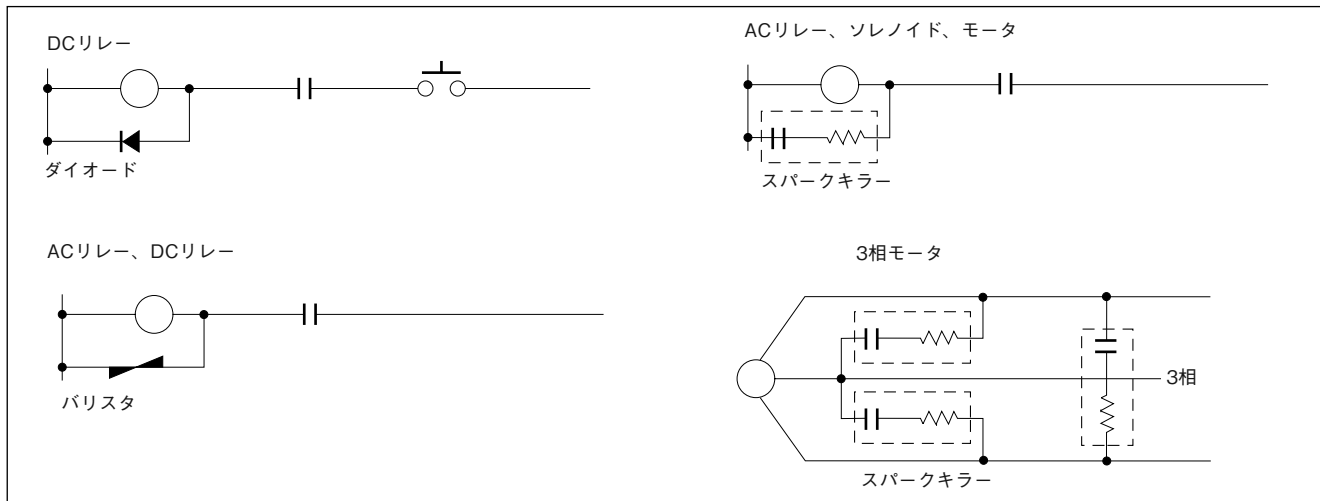 DCリレー
ダイオード
ACリレー、ソレノイド、モータ
スパークキラー
ACリレー、DCリレー
バリスタ
3相モータ
3相
スパークキラー